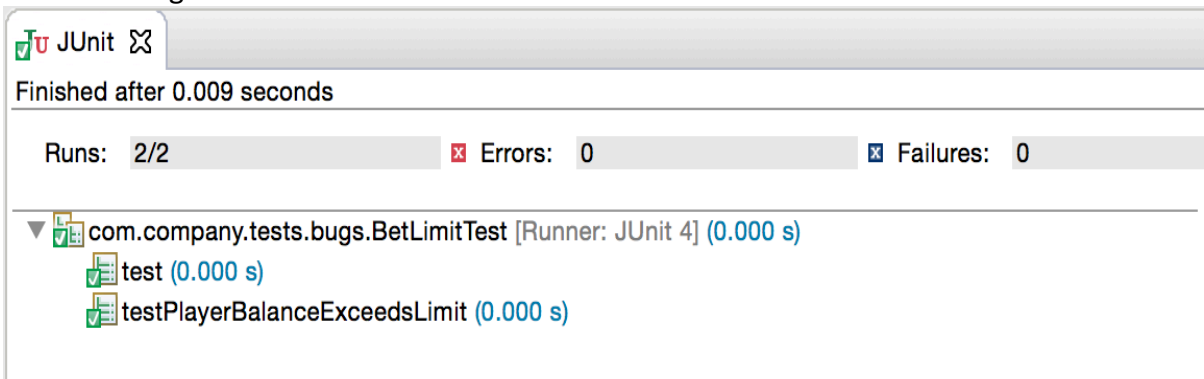 JUnit
Finished after 0.009 seconds
Runs: 2/2 Errors: 0 Failures: 0
com.company.tests.bugs.BetLimitTest [Runner: JUnit 4] (0.000 s)
test (0.000 s)
testPlayerBalanceExceedsLimit (0.000 s)